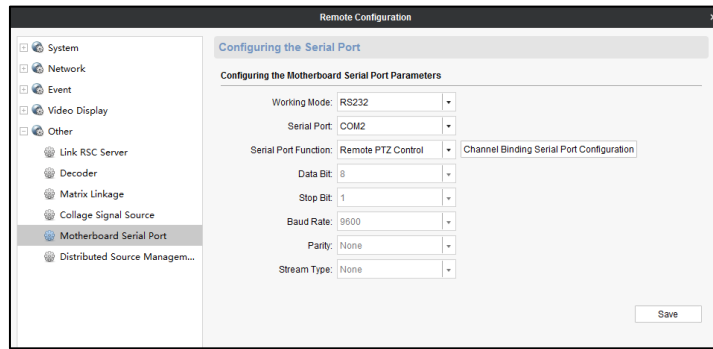 Remote Configuration
System
Network
Event
Video Display
Other
Link RSC Server
Decoder
Matrix Linkage
Collage Signal Source
Motherboard Serial Port
Distributed Source Managem...
Configuring the Serial Port
Configuring the Motherboard Serial Port Parameters
Working Mode: RS232
Serial Port: COM2
Serial Port Function: Remote PTZ Control Channel Binding Serial Port Configuration
Data Bit: 8
Stop Bit: 1
Baud Rate: 9600
Parity: None
Stream Type: None
Save